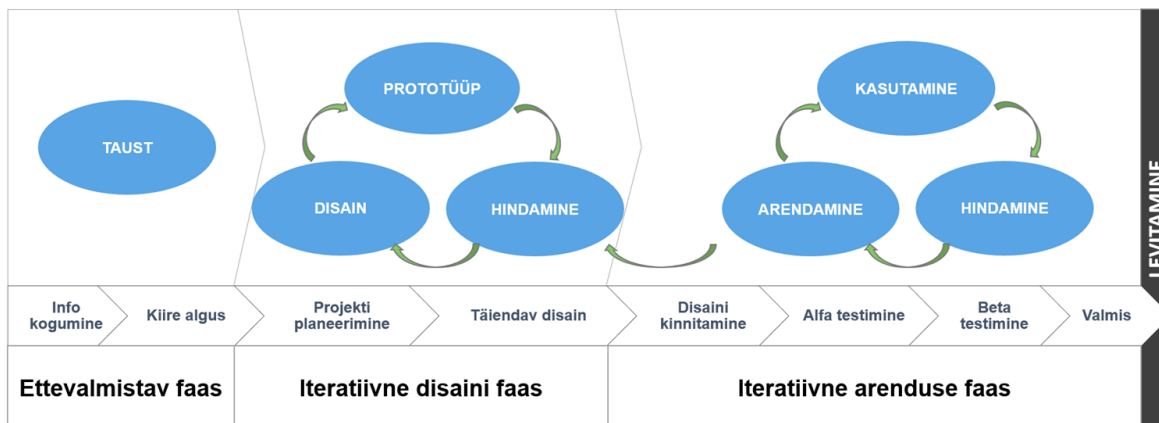 TAUST
PROTOTÜÜP
DISAIN
HINDAMINE
KASUTAMINE
ARENDAMINE
HINDAMINE
LEVITAMINE
Info
kogumine
Kiire algus
Projekti
planeerimine
Täiendav disain
Disaini
kinnitamine
Alfa testimine
Beta
testimine
Valmis
Ettevalmistav faas
Iteratiivne disaini faas
Iteratiivne arenduse faas